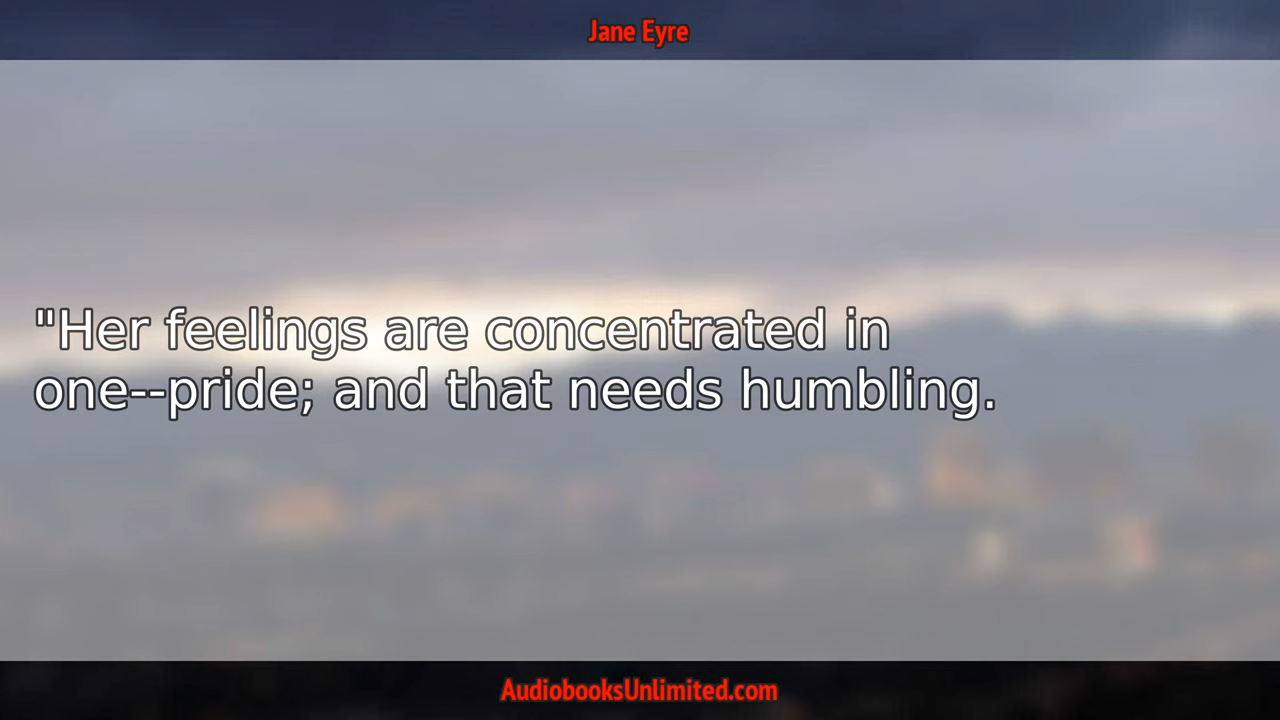 Jane Eyre
"Her feelings are concentrated in
one--pride; and that needs humbling.
AudiobooksUnlimited.com